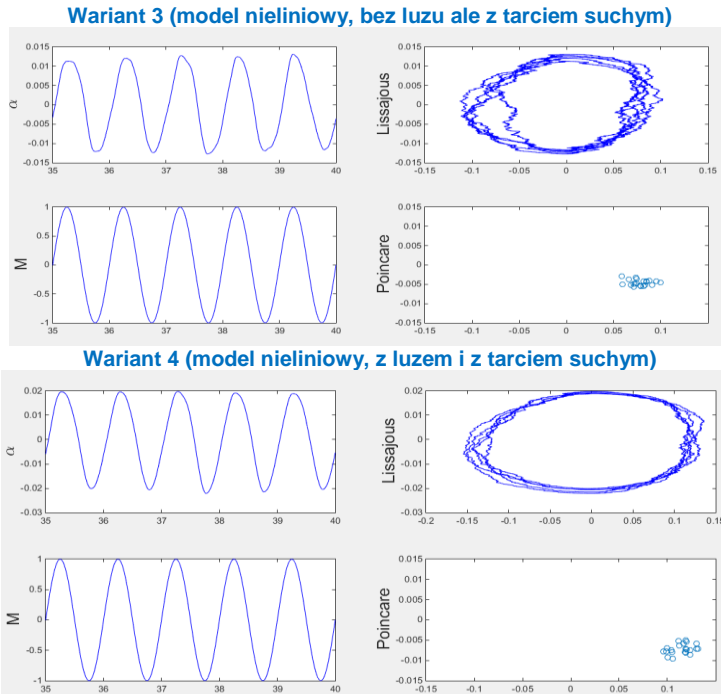 Wariant 3 (model nieliniowy, bez luzu ale z tarciem suchym)
α
0.015
0.01
0.005
0
-0.005
-0.01
-0.015
35 36 37 38 39 40
Lissajous
0.015
0.01
0.005
0
-0.005
-0.01
-0.015
-0.15 -0.1 -0.05 0 0.05 0.1 0.15
M
1
0.5
0
-0.5
-1
35 36 37 38 39 40
Poincare
0.015
0.01
0.005
0
-0.005
-0.01
-0.015
-0.15 -0.1 -0.05 0 0.05 0.1 0.15
Wariant 4 (model nieliniowy, z luzem i z tarciem suchym)
α
0.02
0.01
0
-0.01
-0.02
-0.03
35 36 37 38 39 40
Lissajous
0.02
0.01
0
-0.01
-0.02
-0.03
-0.2 -0.15 -0.1 -0.05 0 0.05 0.1 0.15
M
1
0.5
0
-0.5
-1
35 36 37 38 39 40
Poincare
0.015
0.01
0.005
0
-0.005
-0.01
-0.015
-0.15 -0.1 -0.05 0 0.05 0.1 0.15